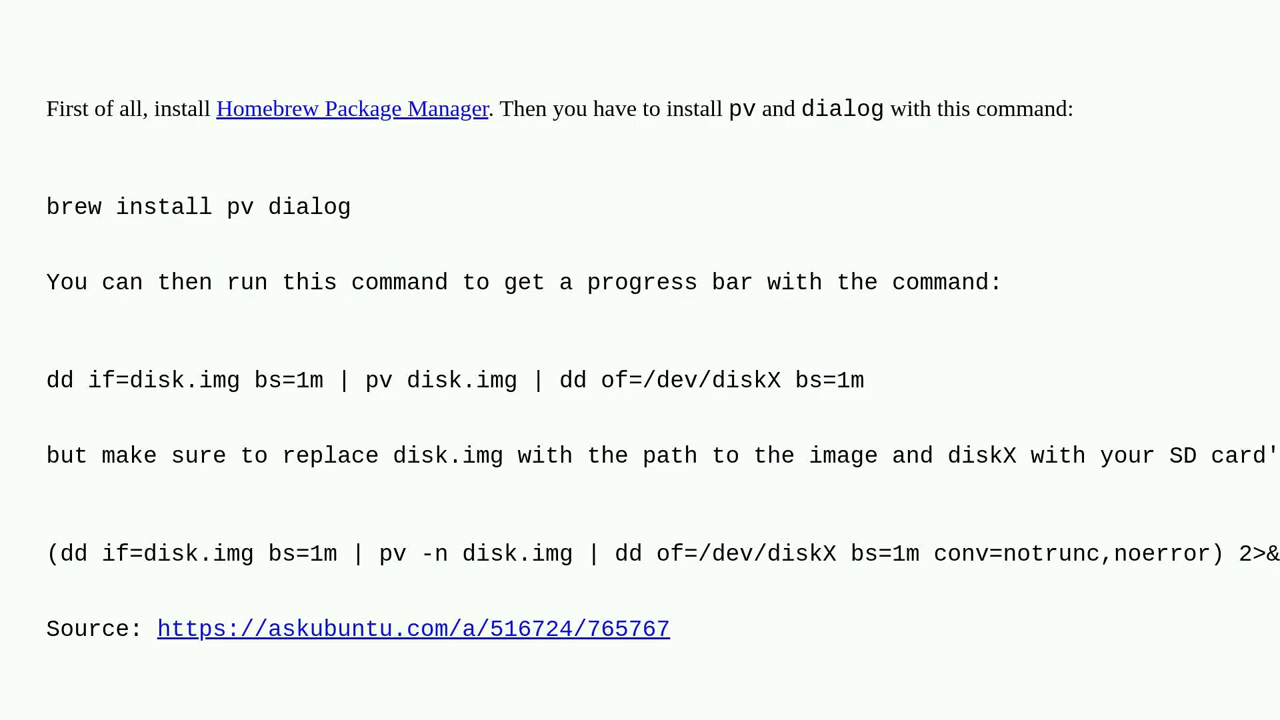 First of all, install Homebrew Package Manager. Then you have to install pv and dialog with this command:
brew install pv dialog
You can then run this command to get a progress bar with the command:
dd if=disk.img bs=1m | pv disk.img | dd of=/dev/diskX bs=1m
but make sure to replace disk.img with the path to the image and diskX with your SD card'
(dd if=disk.img bs=1m | pv -n disk.img | dd of=/dev/diskX bs=1m conv=notrunc,noerror) 2>&
Source: https://askubuntu.com/a/516724/765767